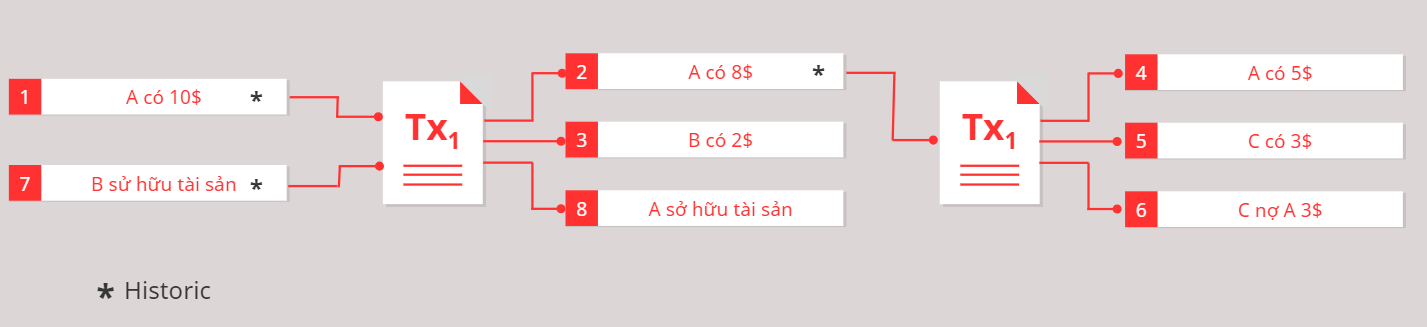 1 A có 10$ *
7 B sử hữu tài sản *
Tx1
2 A có 8$ *
3 B có 2$
8 A sở hữu tài sản
Tx1
4 A có 5$
5 C có 3$
6 C nợ A 3$
* Historic